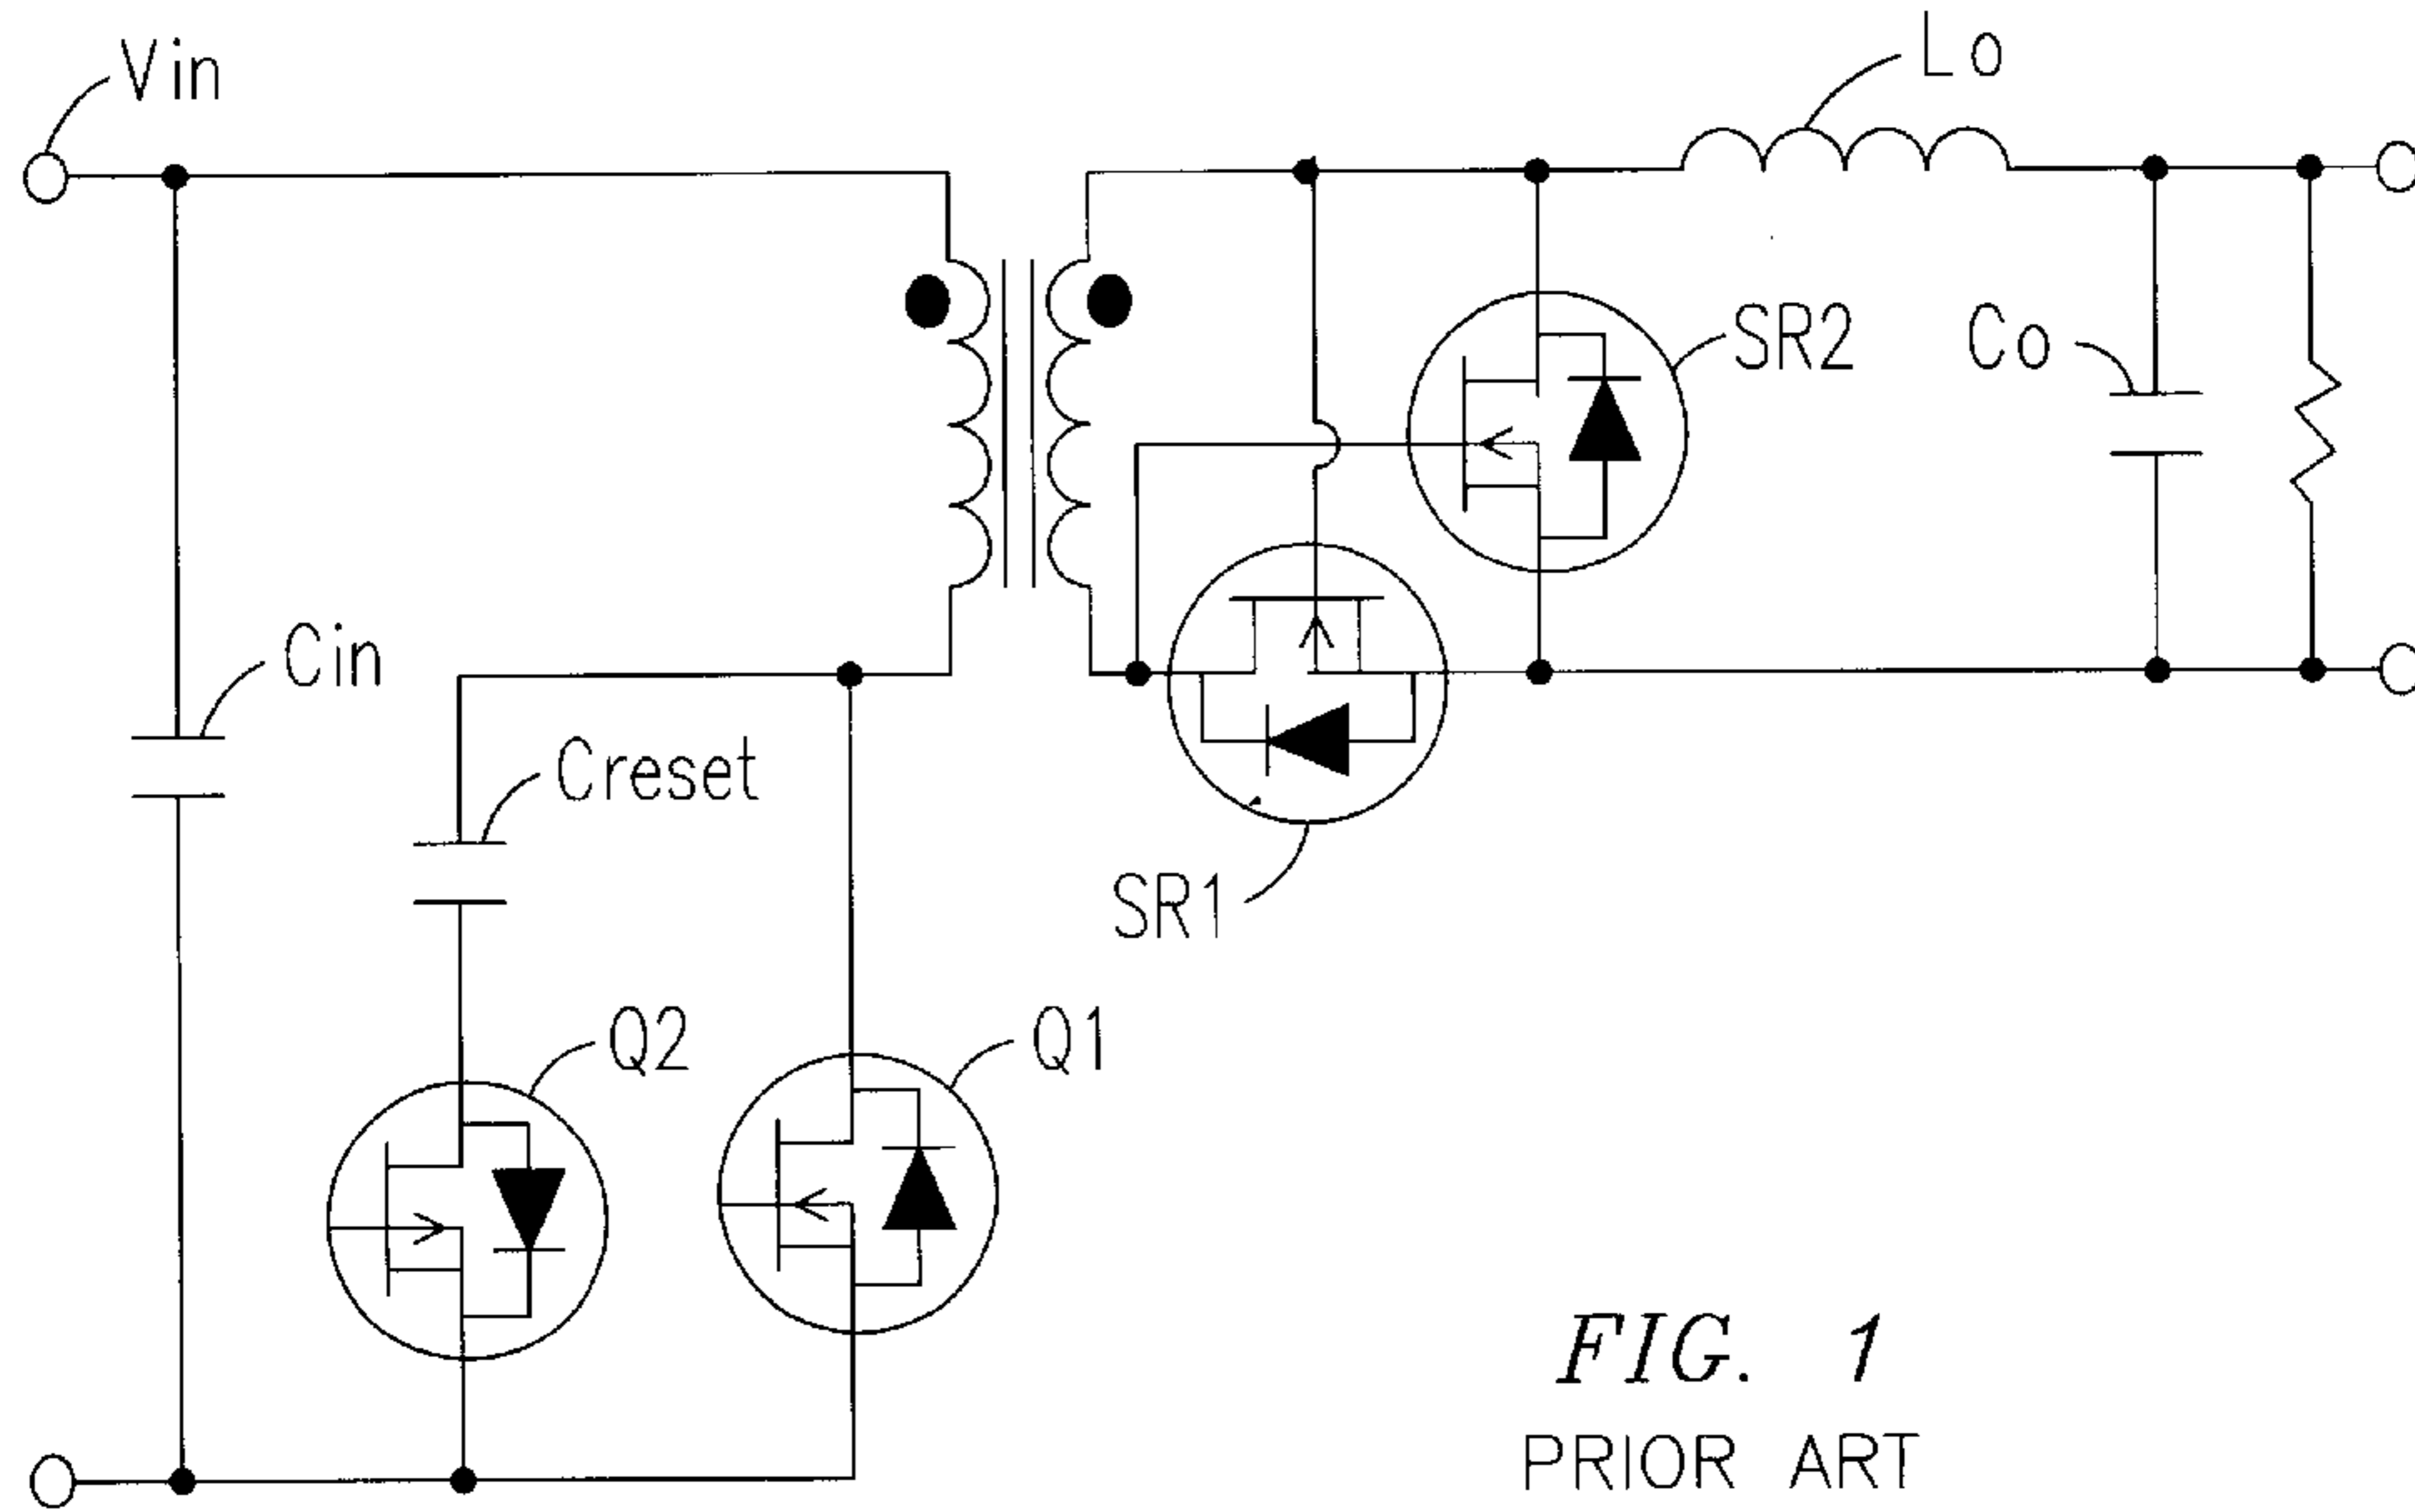 Vin
Lo
SR2
Co
Cin
Creset
SR1
Q2
Q1
FIG. 1
PRIOR ART